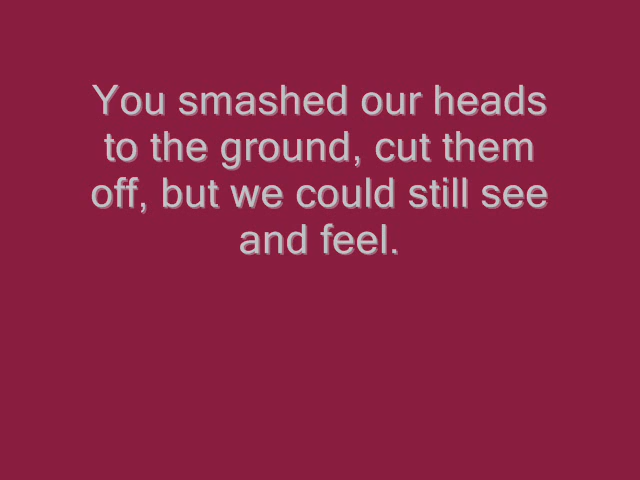 You smashed our heads
to the ground, cut them
off, but we could still see
and feel.